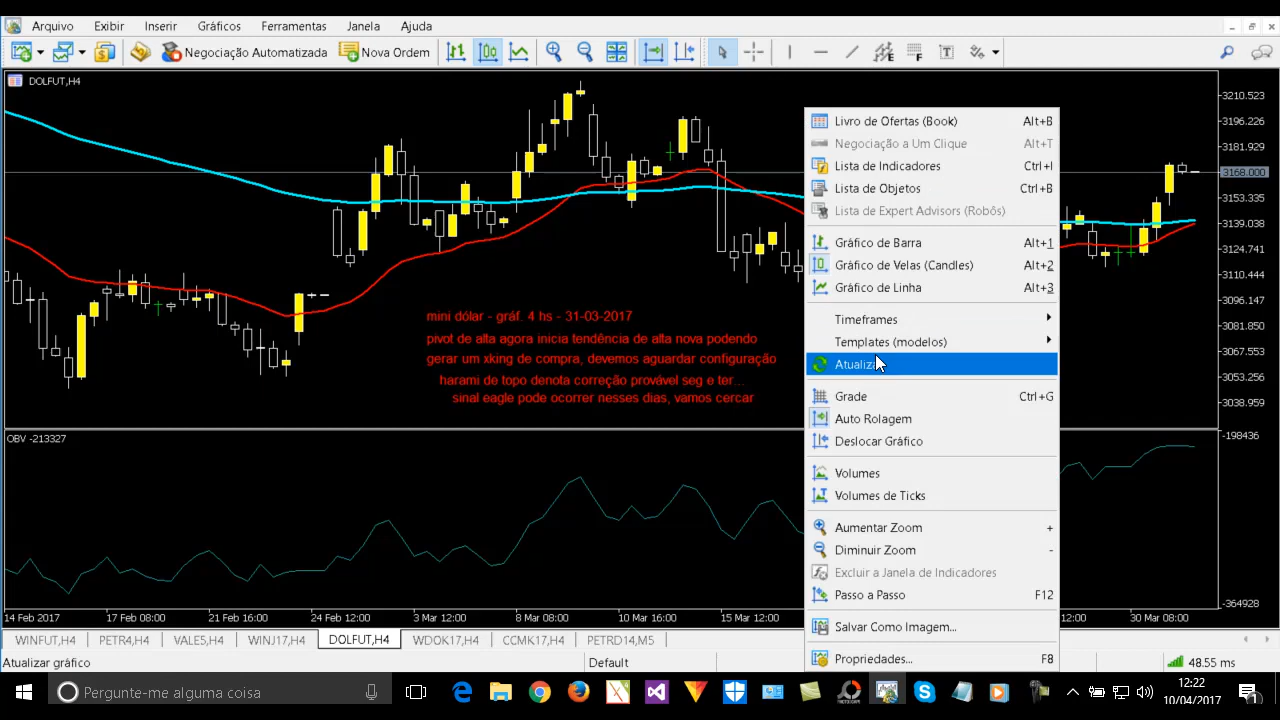 Arquivo Exibir Inserir Gráficos Ferramentas Janela Ajuda
Negociação Automatizada Nova Ordem
DOLFUT,H4
3210.523
3196.226
3181.929
3168.000
3153.335
3139.038
3124.741
3110.444
3096.147
3081.850
3067.553
3053.256
3038.959
mini dólar - gráf. 4 hs - 31-03-2017
pivot de alta agora inicia tendência de alta nova podendo
gerar um xking de compra, devemos aguardar configuração
harami de topo denota correção provável seg e ter...
sinal eagle pode ocorrer nesses dias, vamos cercar
Livro de Ofertas (Book) Alt+B
Negociação a Um Clique Alt+T
Lista de Indicadores Ctrl+I
Lista de Objetos Ctrl+B
Lista de Expert Advisors (Robôs)
Gráfico de Barra Alt+1
Gráfico de Velas (Candles) Alt+2
Gráfico de Linha Alt+3
Timeframes
Templates (modelos)
Atualiza
Grade Ctrl+G
Auto Rolagem
Deslocar Gráfico
Volumes
Volumes de Ticks
Aumentar Zoom +
Diminuir Zoom -
Excluir a Janela de Indicadores
Passo a Passo F12
Salvar Como Imagem...
Propriedades... F8
OBV -213327
-198436
-364928
14 Feb 2017 17 Feb 08:00 21 Feb 16:00 24 Feb 12:00 3 Mar 12:00 8 Mar 08:00 10 Mar 16:00 15 Mar 12:00 12:00 30 Mar 08:00
WINFUT,H4 PETR4,H4 VALE5,H4 WINJ17,H4 DOLFUT,H4 WDOK17,H4 CCMK17,H4 PETRD14,M5
Atualizar gráfico Default 48.55 ms
Pergunte-me alguma coisa
12:22
10/04/2017